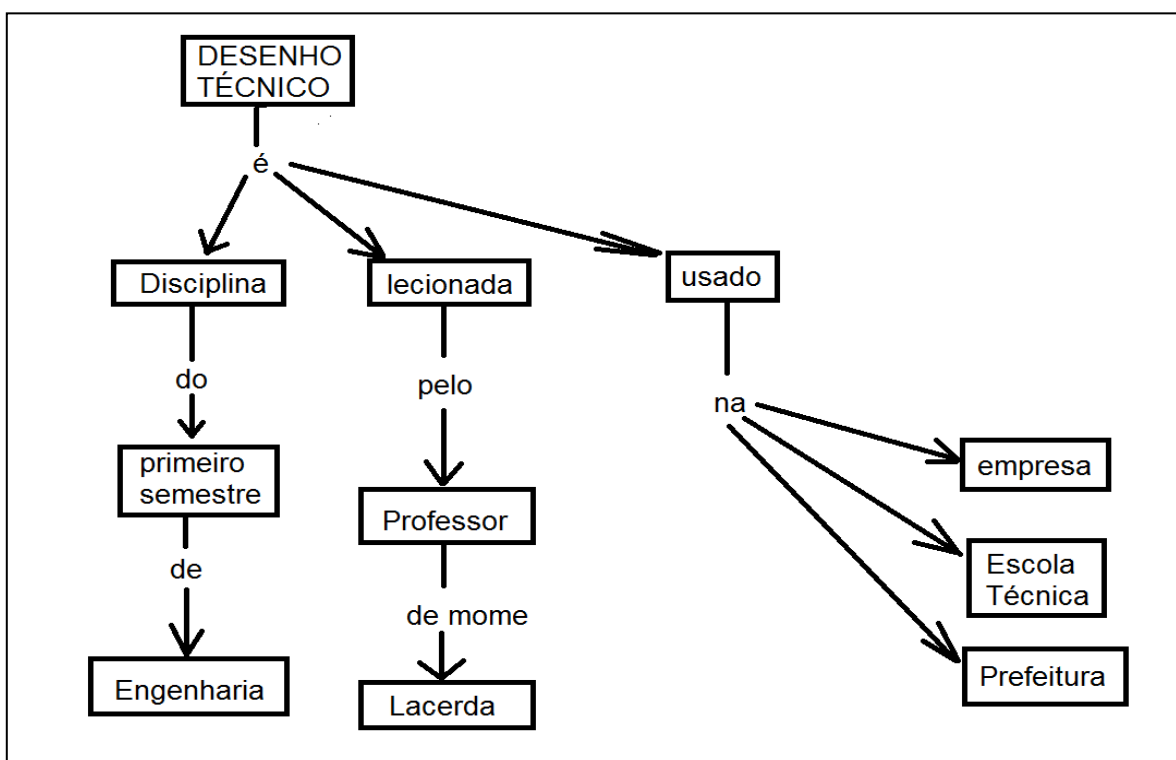 DESENHO
TÉCNICO
é
Disciplina
lecionada
usado
do
pelo
na
primeiro
semestre
empresa
Professor
de
Escola
Técnica
de mome
Engenharia
Lacerda
Prefeitura